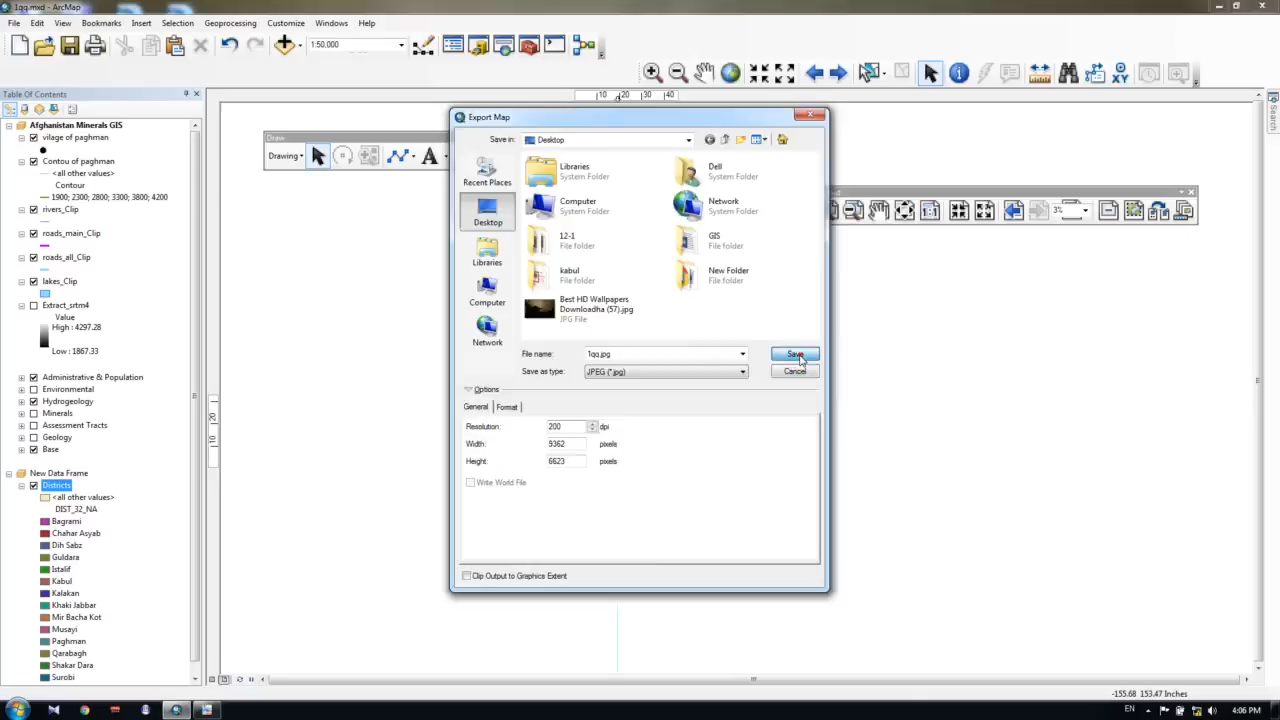 1qq.mxd - ArcMap
File Edit View Bookmarks Insert Selection Geoprocessing Customize Windows Help
1:50,000
Table Of Contents
Afghanistan Minerals GIS
vilage of paghman
Contou of paghman
<all other values>
Contour
1900; 2300; 2800; 3300; 3800; 4200
rivers_Clip
roads_main_Clip
roads_all_Clip
lakes_Clip
Extract_srtm4
Value
High : 4297.28
Low : 1867.33
Administrative & Population
Environmental
Hydrogeology
Minerals
Assessment Tracts
Geology
Base
New Data Frame
Districts
<all other values>
DIST_32_NA
Bagrami
Chahar Asyab
Dih Sabz
Guldara
Istalif
Kabul
Kalakan
Khaki Jabbar
Mir Bacha Kot
Musayi
Paghman
Qarabagh
Shakar Dara
Surobi
10 20 30 40
Draw
Drawing
3%
Search
Export Map
Save in: Desktop
Recent Places
Desktop
Libraries
Computer
Network
Libraries
System Folder
Dell
System Folder
Computer
System Folder
Network
System Folder
12-1
File folder
GIS
File folder
kabul
File folder
New Folder
File folder
Best HD Wallpapers
Downloadha (57).jpg
JPG File
File name: 1qq.jpg Save
Save as type: JPEG (*.jpg) Cancel
Options
General Format
Resolution: 200 dpi
Width: 9362 pixels
Height: 6623 pixels
Write World File
Clip Output to Graphics Extent
20
10
-155.68 153.47 Inches
EN 4:06 PM